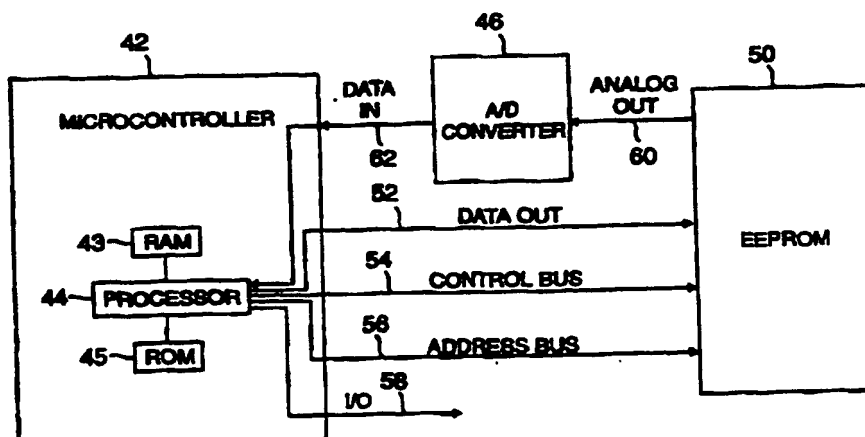 42
46
50
MICROCONTROLLER
DATA
IN
62
A/D
CONVERTER
ANALOG
OUT
60
52
DATA OUT
EEPROM
43
RAM
54
CONTROL BUS
44
PROCESSOR
56
ADDRESS BUS
45
ROM
I/O
58